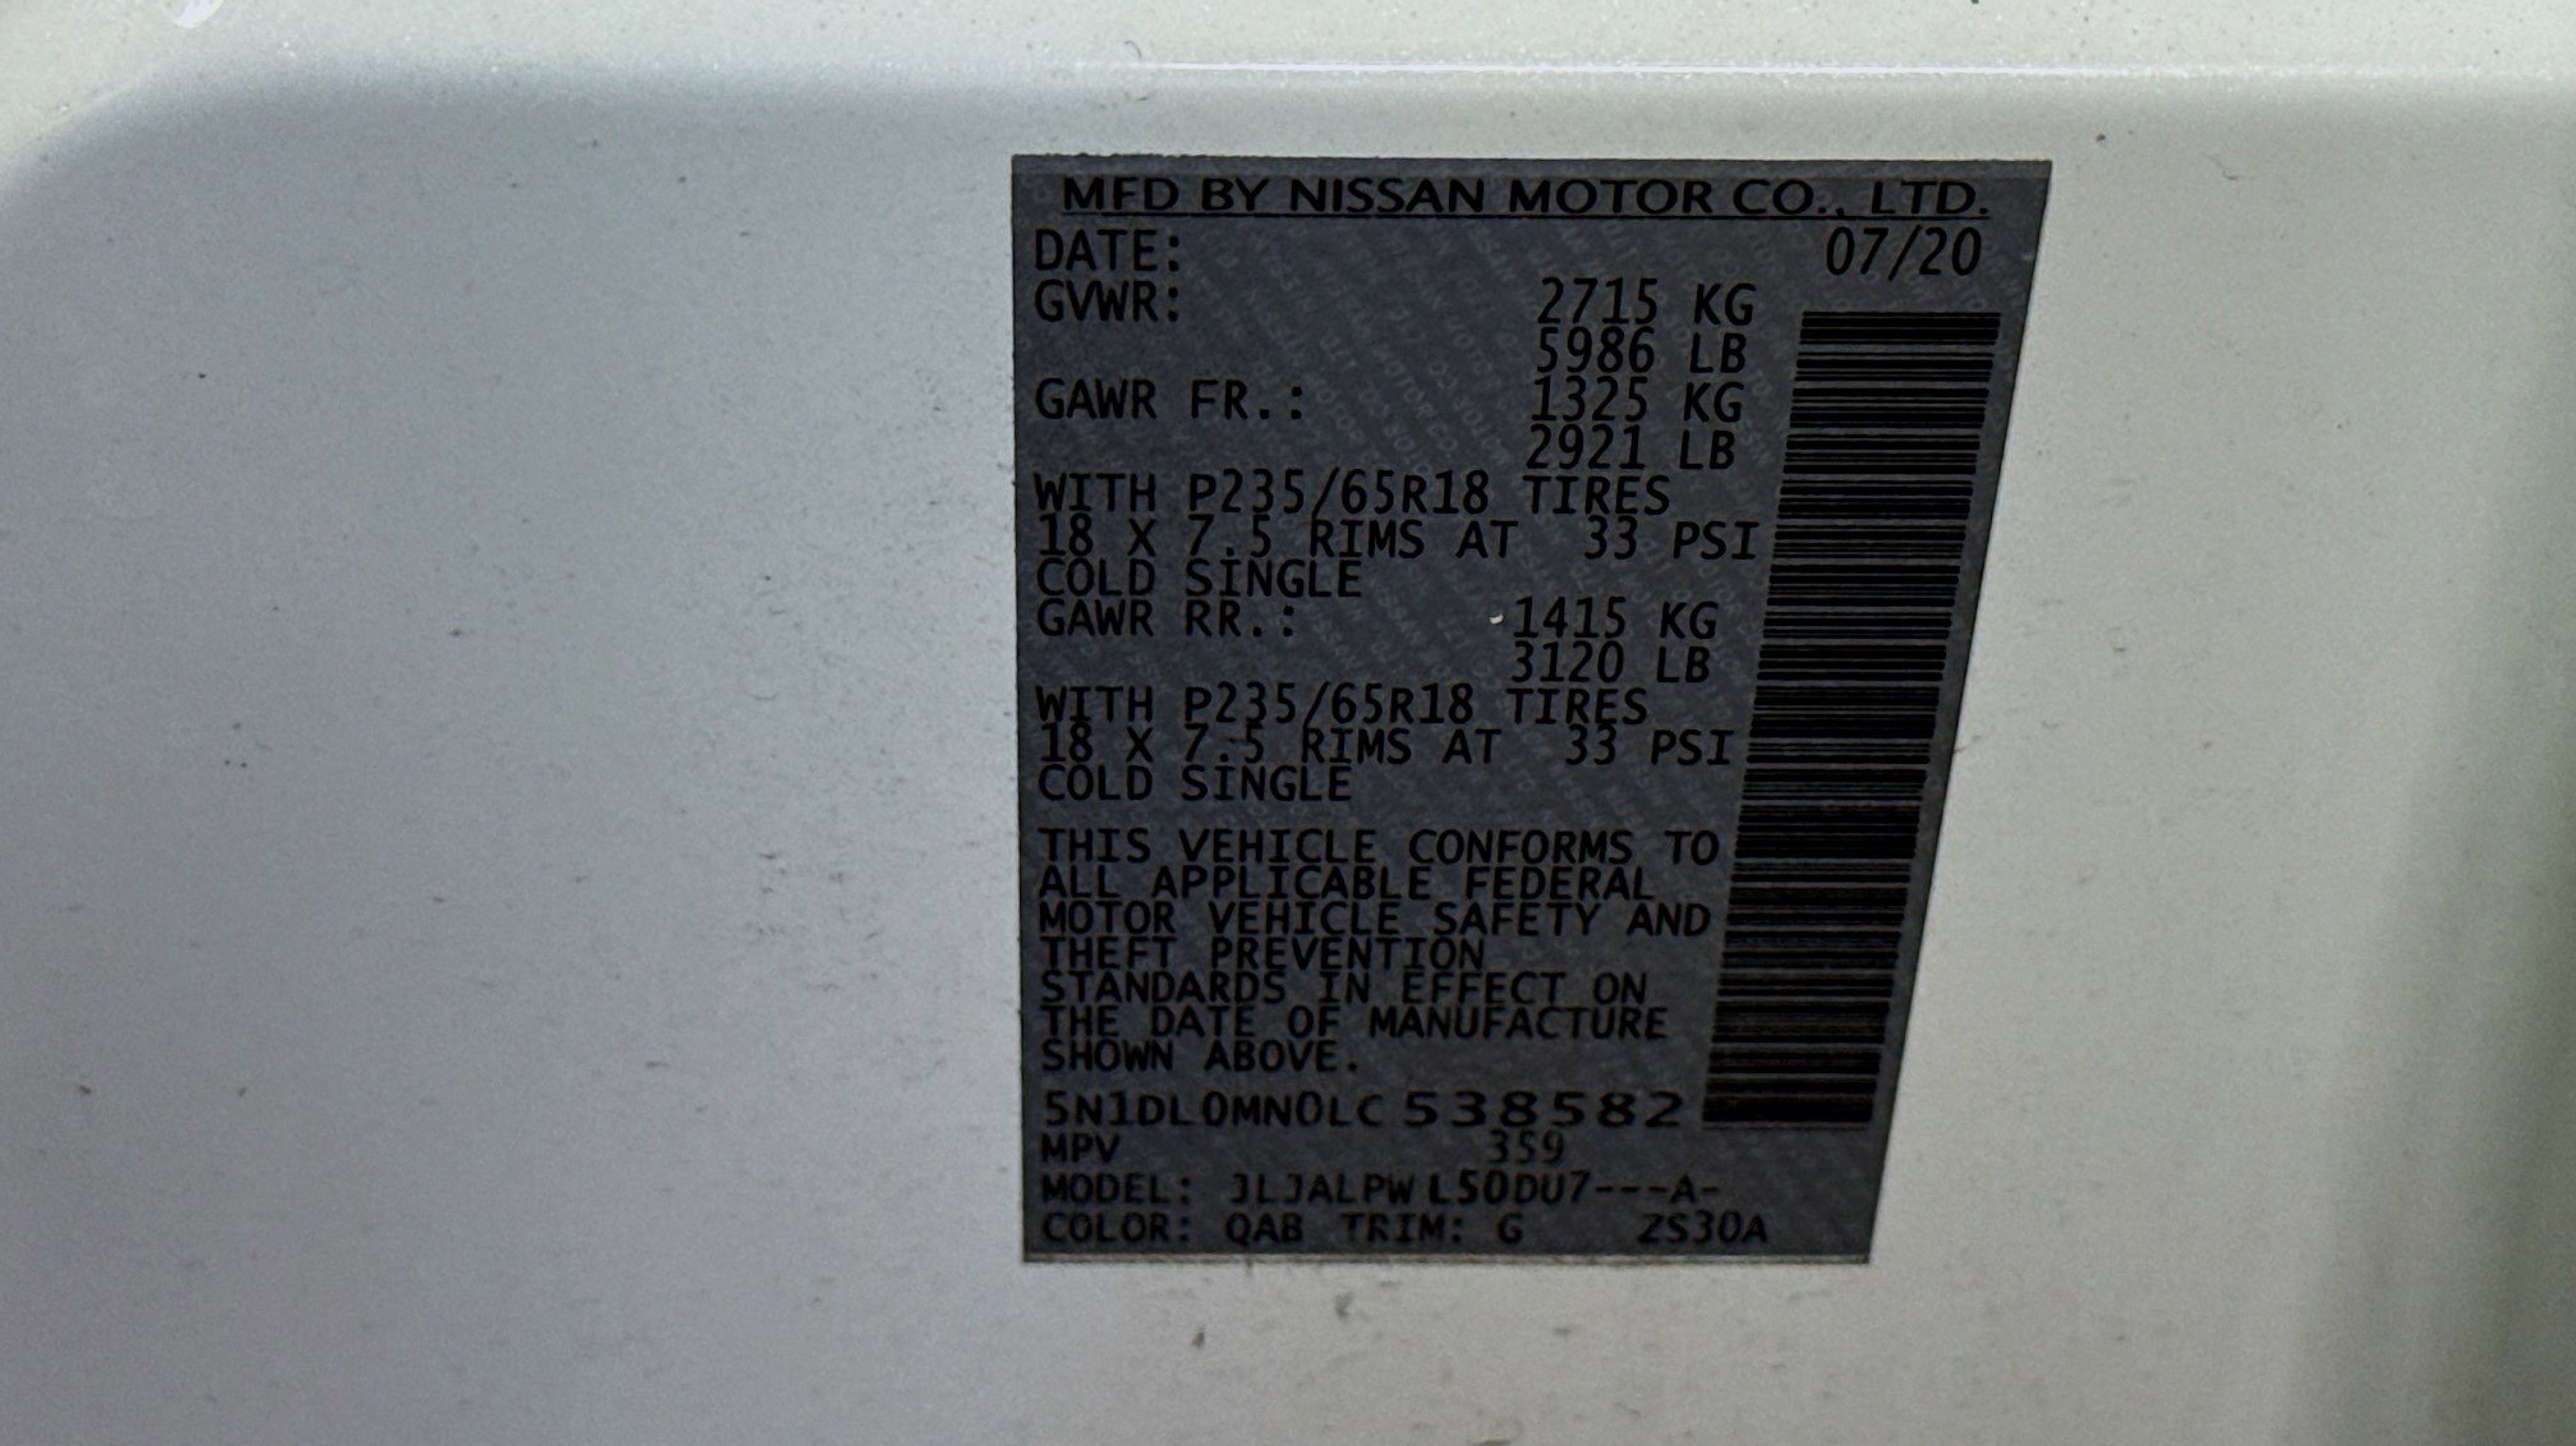 MFD BY NISSAN MOTOR CO., LTD.
DATE: 07/20
GVWR: 2715 KG
5986 LB
GAWR FR.: 1325 KG
2921 LB
WITH P235/65R18 TIRES
18 X 7.5 RIMS AT 33 PSI
COLD SINGLE
GAWR RR.: 1415 KG
3120 LB
WITH P235/65R18 TIRES
18 X 7.5 RIMS AT 33 PSI
COLD SINGLE
THIS VEHICLE CONFORMS TO
ALL APPLICABLE FEDERAL
MOTOR VEHICLE SAFETY AND
THEFT PREVENTION
STANDARDS IN EFFECT ON
THE DATE OF MANUFACTURE
SHOWN ABOVE.
5N1DL0MN0LC538582
MPV 359
MODEL: JLJALPWL50DU7---A-
COLOR: QAB TRIM: G ZS30A